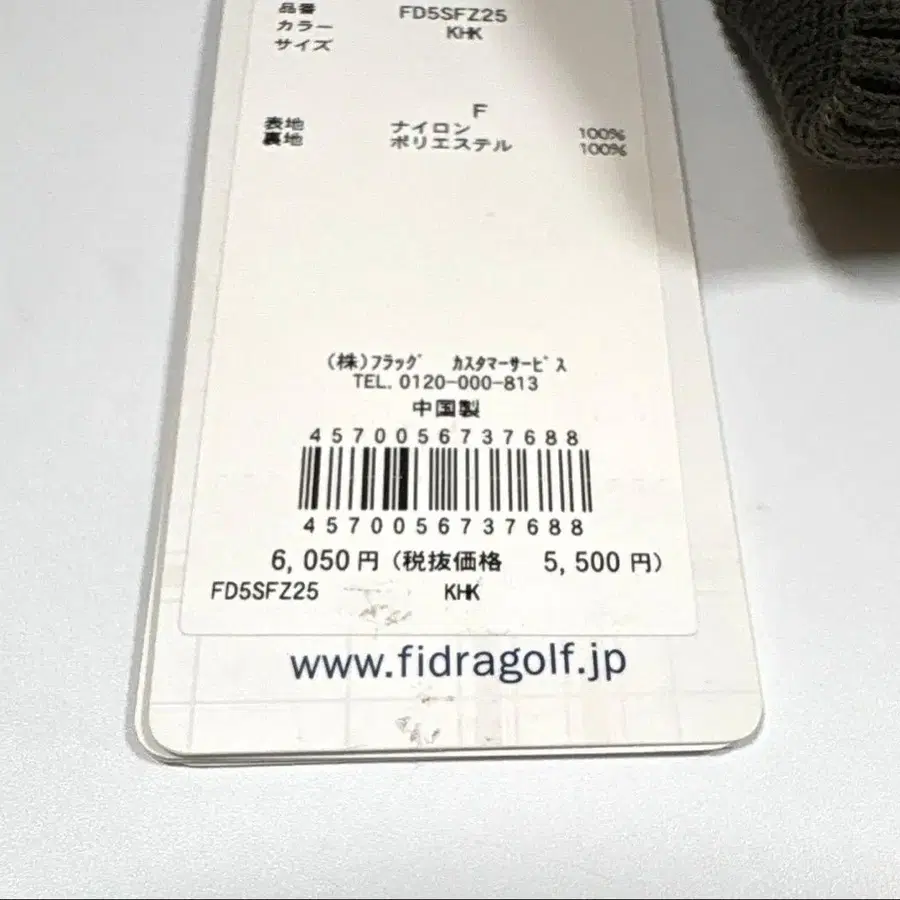 品番 FD5SFZ25
カラー KHK
サイズ
F
表地 ナイロン 100%
裏地 ポリエステル 100%
(株)フラッグ カスタマーサービス
TEL. 0120-000-813
中国製
4570056737688
4570056737688
6,050円 (税抜価格 5,500円)
FD5SFZ25 KHK
www.fidragolf.jp